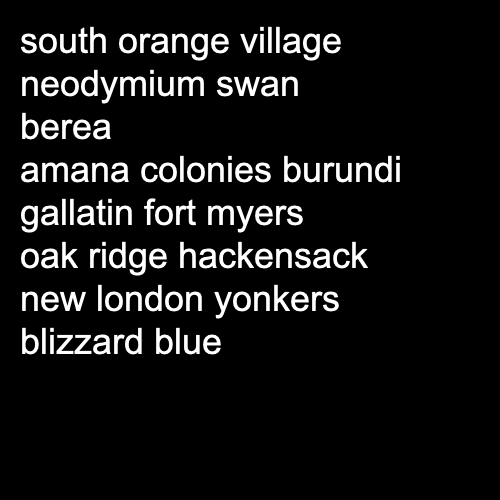 south orange village
neodymium swan
berea
amana colonies burundi
gallatin fort myers
oak ridge hackensack
new london yonkers
blizzard blue